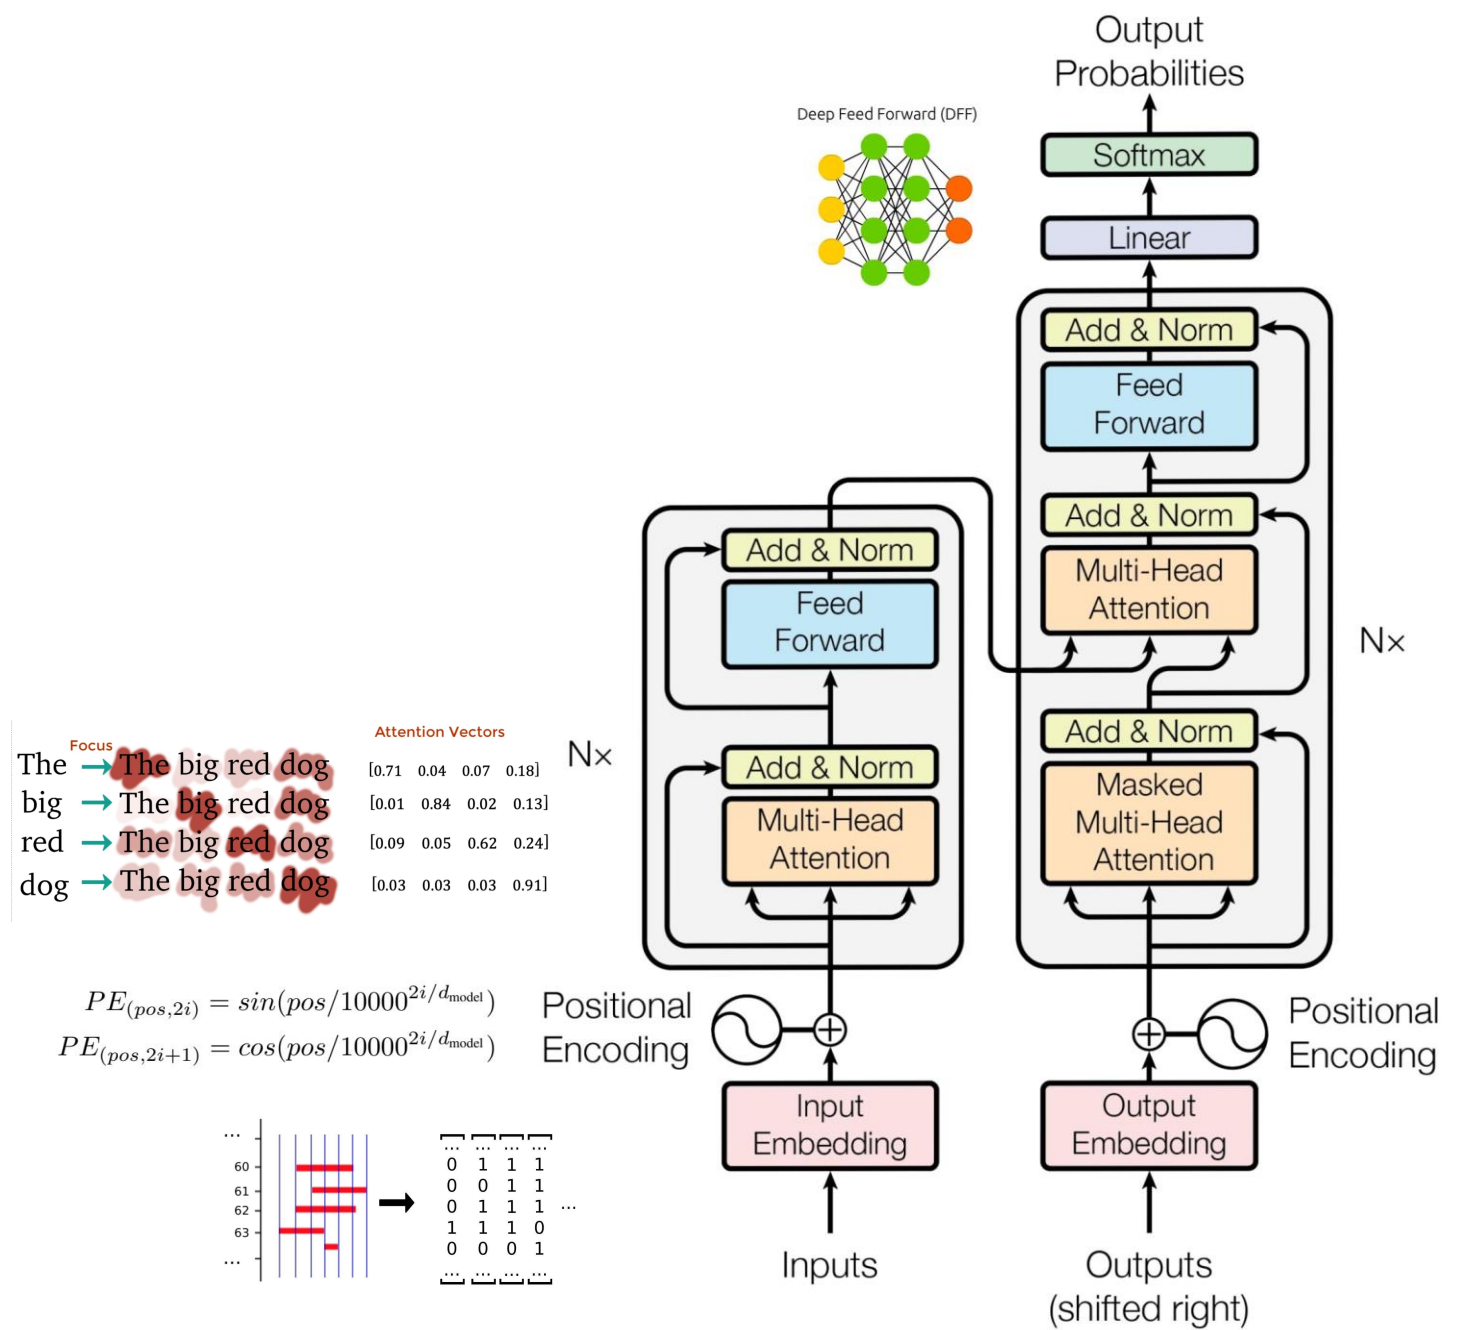 Output
Probabilities
Deep Feed Forward (DFF)
Softmax
Linear
Add & Norm
Feed
Forward
Add & Norm
Multi-Head
Attention
Nx
Add & Norm
Masked
Multi-Head
Attention
Add & Norm
Feed
Forward
Nx
Add & Norm
Multi-Head
Attention
Focus
Attention Vectors
The → The big red dog [0.71 0.04 0.07 0.18]
big → The big red dog [0.01 0.84 0.02 0.13]
red → The big red dog [0.09 0.05 0.62 0.24]
dog → The big red dog [0.03 0.03 0.03 0.91]
PE(pos,2i) = sin(pos/10000^2i/dmodel)
PE(pos,2i+1) = cos(pos/10000^2i/dmodel)
Positional
Encoding
Positional
Encoding
Input
Embedding
Output
Embedding
...
60
61
62
63
...
... ... ... ...
0 1 1 1
0 0 1 1
0 1 1 1 ...
1 1 1 0
0 0 0 1
... ... ... ...
Inputs
Outputs
(shifted right)